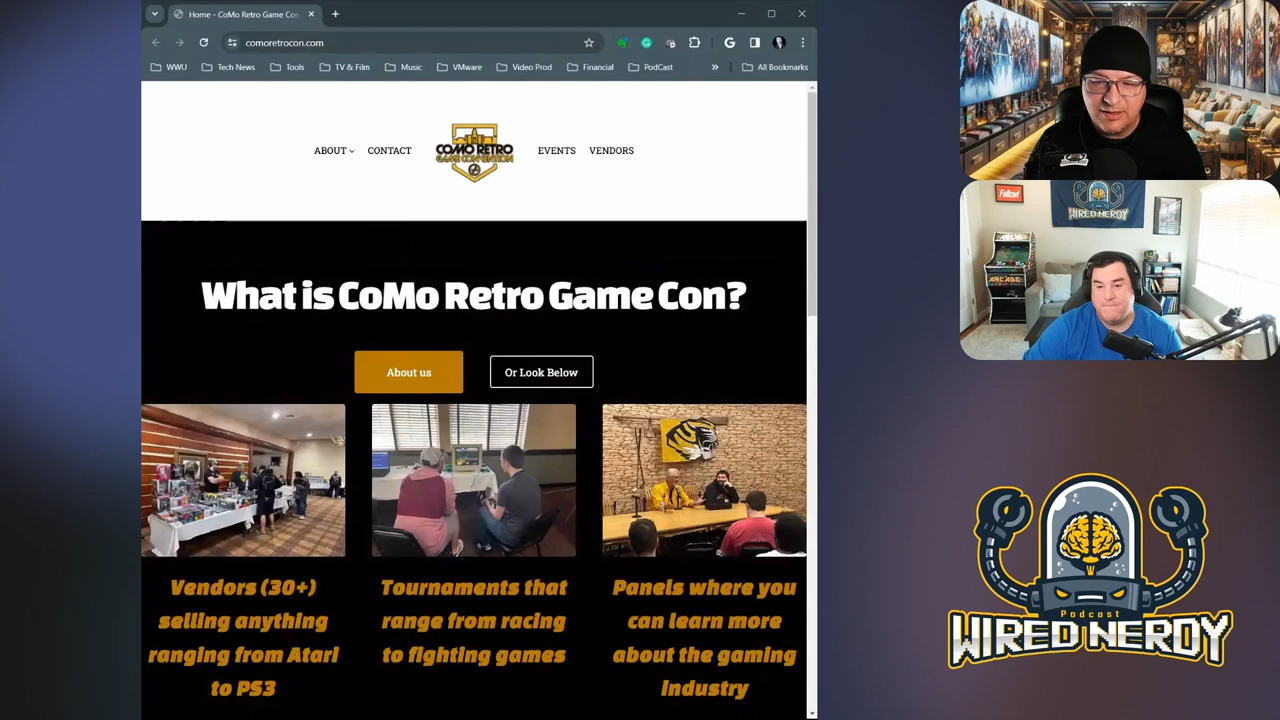 Home - CoMo Retro Game Con
comoretrocon.com
WWU
Tech News
Tools
TV & Film
Music
VMware
Video Prod
Financial
PodCast
All Bookmarks
ABOUT
CONTACT
COMO RETRO
GAME CONVENTION
EVENTS
VENDORS
What is CoMo Retro Game Con?
About us
Or Look Below
Vendors (30+)
selling anything
ranging from Atari
to PS3
Tournaments that
range from racing
to fighting games
Panels where you
can learn more
about the gaming
industry
Fallout
WIRED NERDY
ARCADE
Podcast
WIRED NERDY